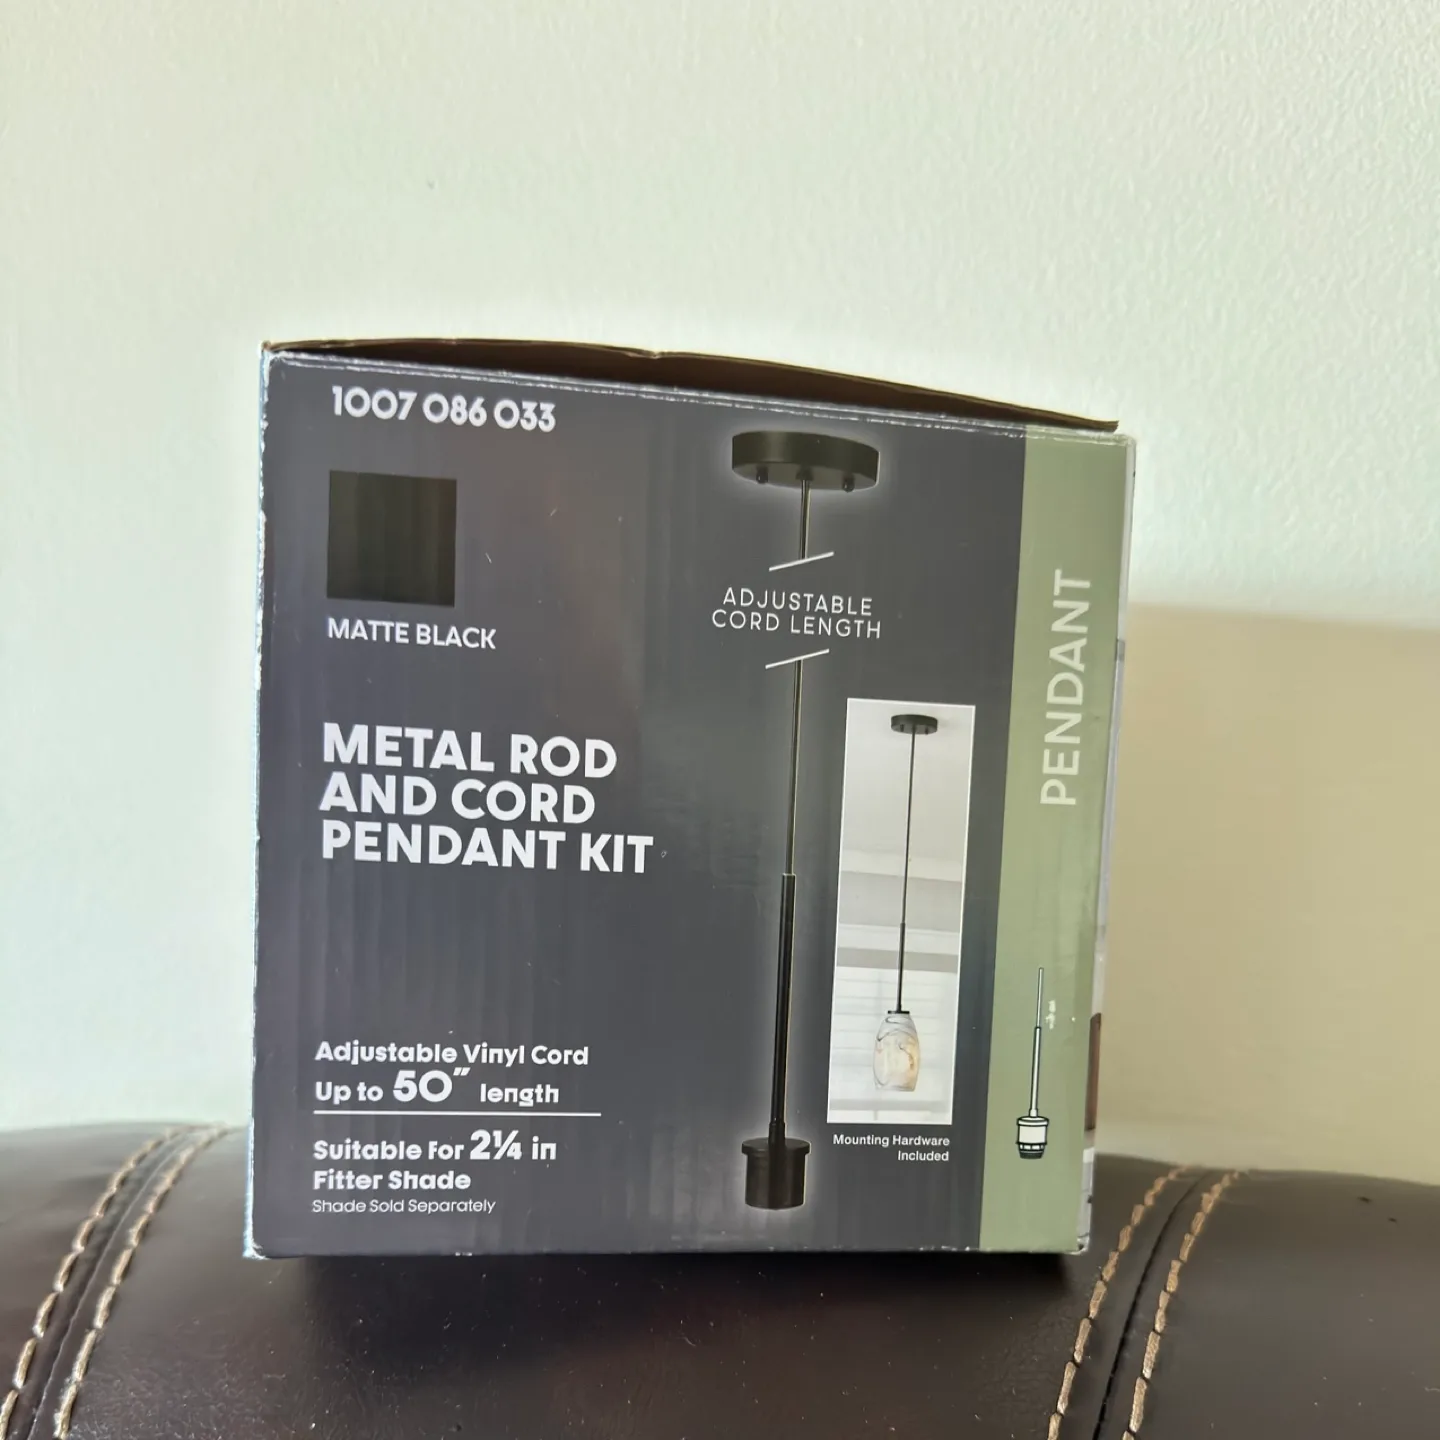 1007 086 033
MATTE BLACK
ADJUSTABLE
CORD LENGTH
METAL ROD
AND CORD
PENDANT KIT
Adjustable Vinyl Cord
Up to 50” length
Suitable For 2¼ in
Fitter Shade
Shade Sold Separately
Mounting Hardware
Included
PENDANT